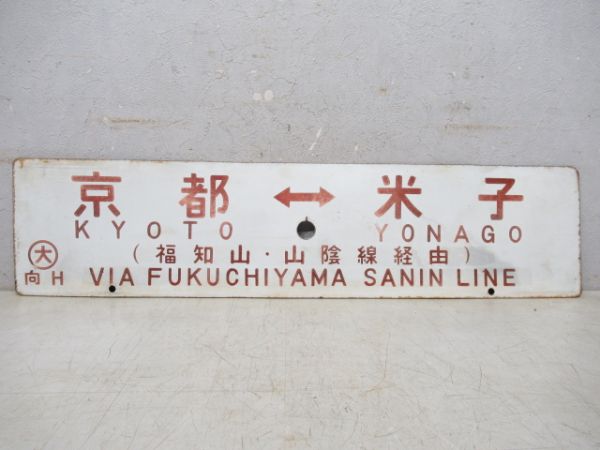 京都 ↔ 米子
KYOTO YONAGO
(福知山・山陰線経由)
VIA FUKUCHIYAMA SANIN LINE
大
向H